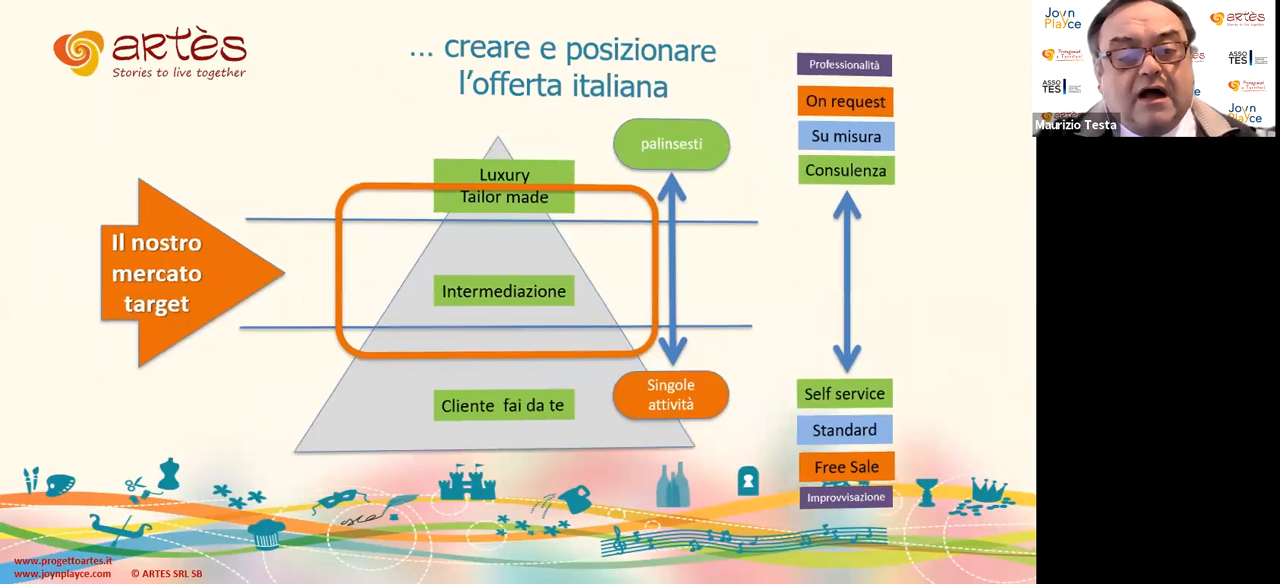 artès
Stories to live together
... creare e posizionare
l'offerta italiana
Luxury
Tailor made
Intermediazione
Cliente fai da te
Il nostro
mercato
target
palinsesti
Singole
attività
Professionalità
On request
Su misura
Consulenza
Self service
Standard
Free Sale
Improvvisazione
www.progettoartes.it
www.joynplayce.com © ARTES SRL SB
Joyn
Playce
artès
ASSO
TES
ASSO
TES
Joyn
Playce
Maurizio Testa